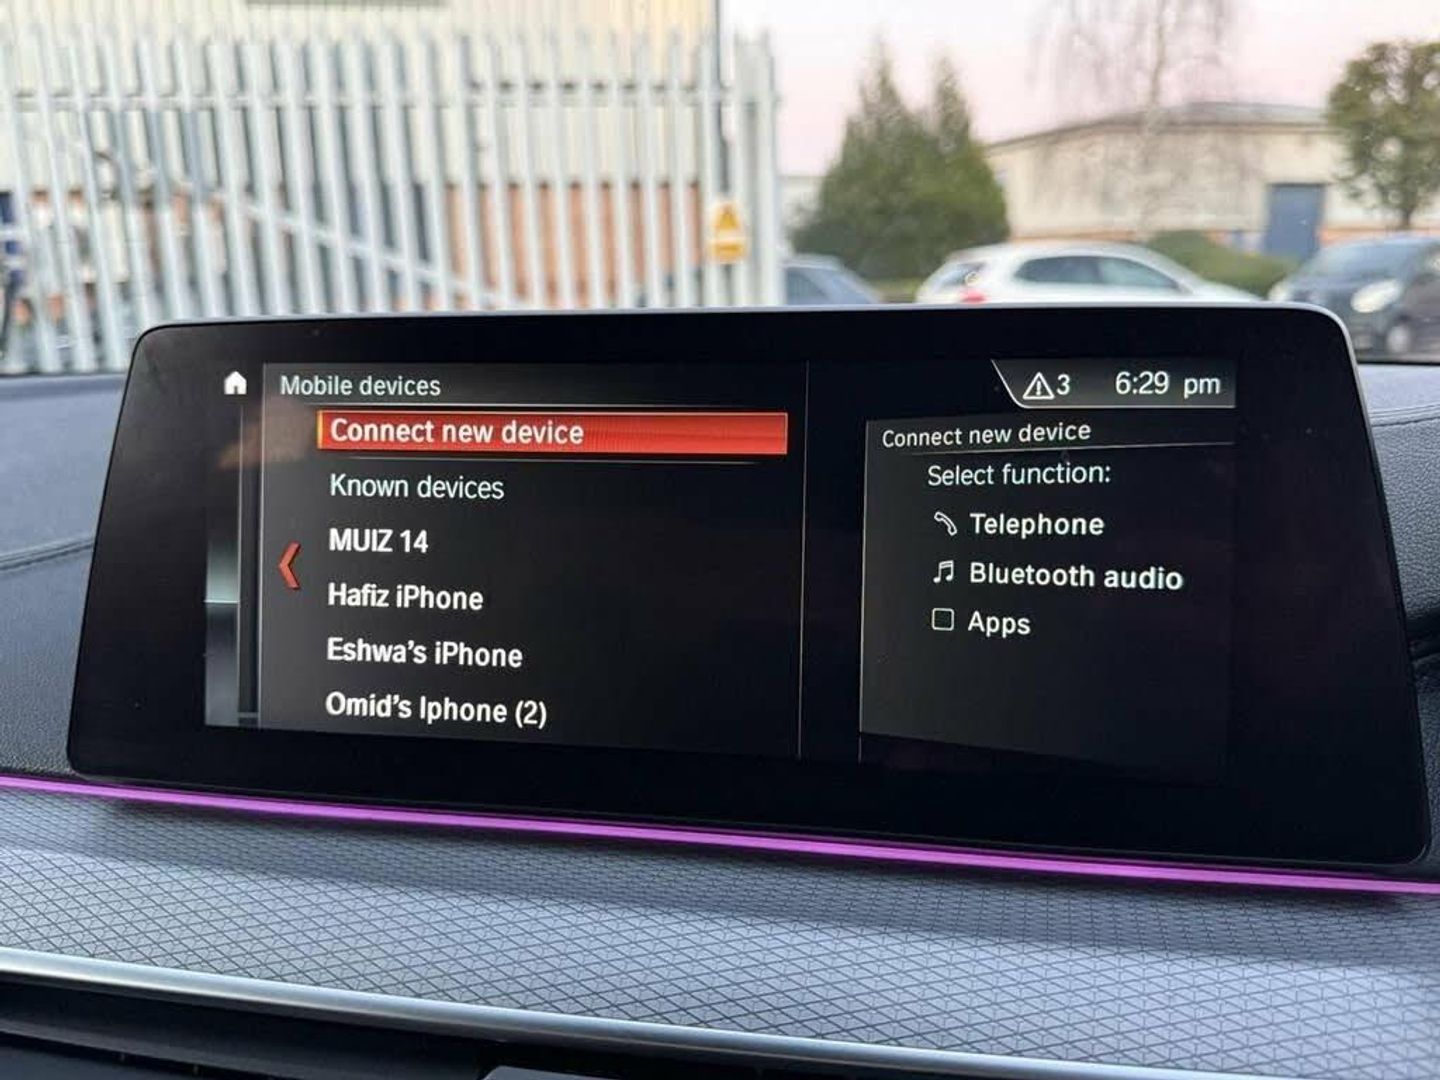 Mobile devices
3 6:29 pm
Connect new device
Known devices
MUIZ 14
Hafiz iPhone
Eshwa's iPhone
Omid's Iphone (2)
Connect new device
Select function:
Telephone
Bluetooth audio
Apps